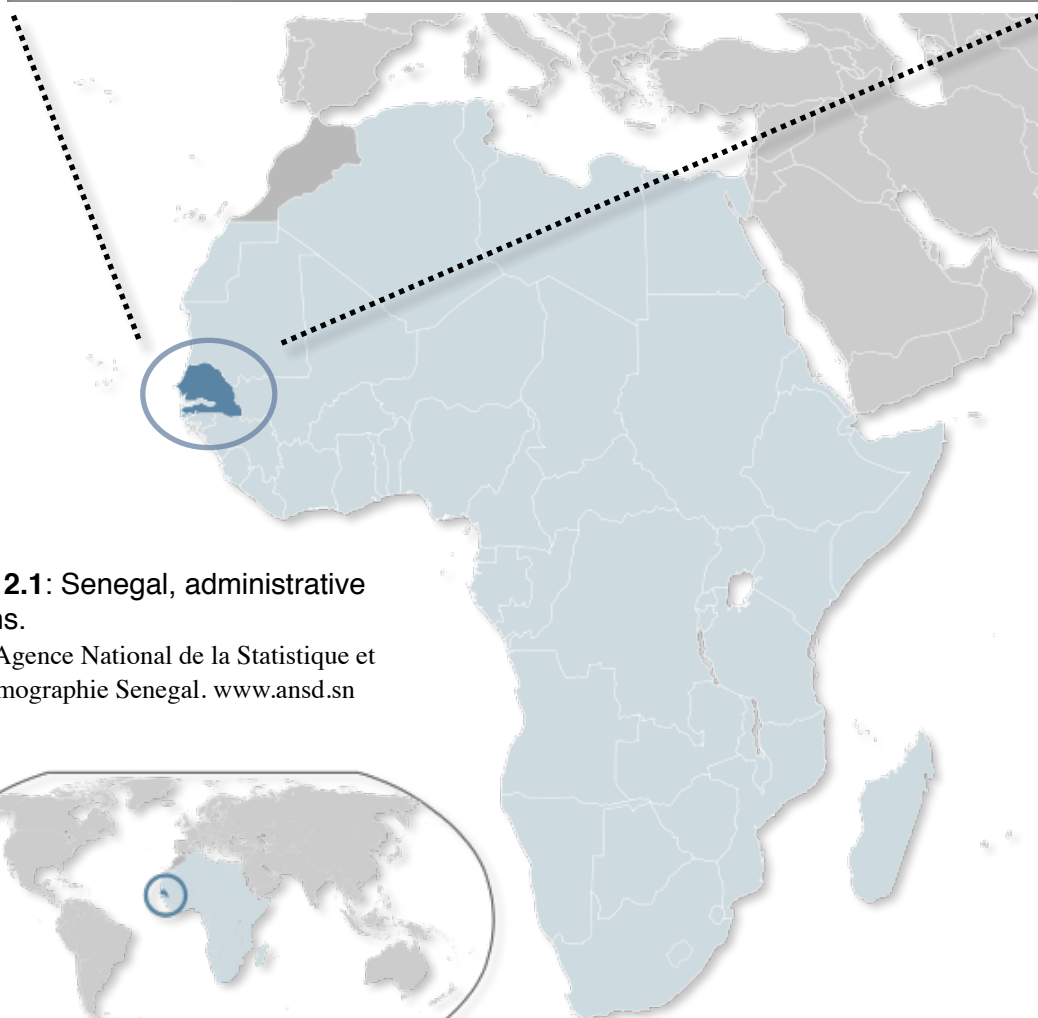 2.1: Senegal, administrative
ns.
Agence National de la Statistique et
mographie Senegal. www.ansd.sn